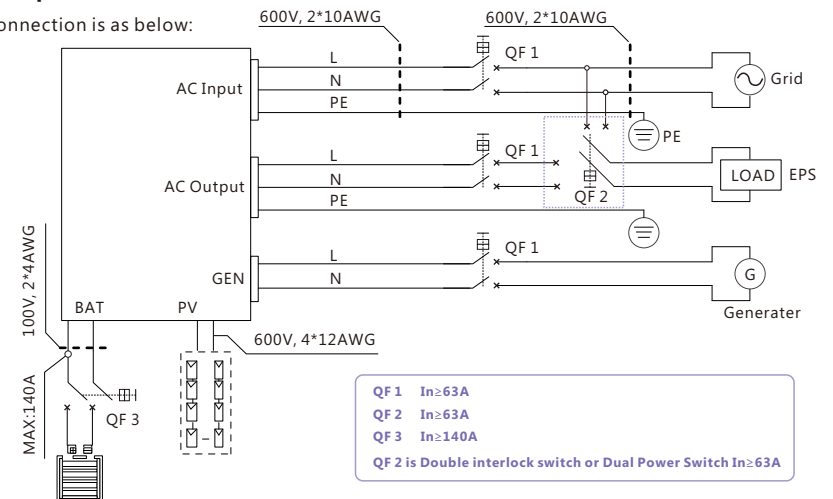 onnection is as below:
600V, 2*10AWG
600V, 2*10AWG
L
QF 1
AC Input
N
PE
Grid
PE
L
QF 1
AC Output
N
PE
QF 2
LOAD
EPS
L
QF 1
GEN
N
G
Generater
BAT
PV
100V, 2*4AWG
600V, 4*12AWG
MAX:140A
QF 3
QF 1 In≥63A
QF 2 In≥63A
QF 3 In≥140A
QF 2 is Double interlock switch or Dual Power Switch In≥63A